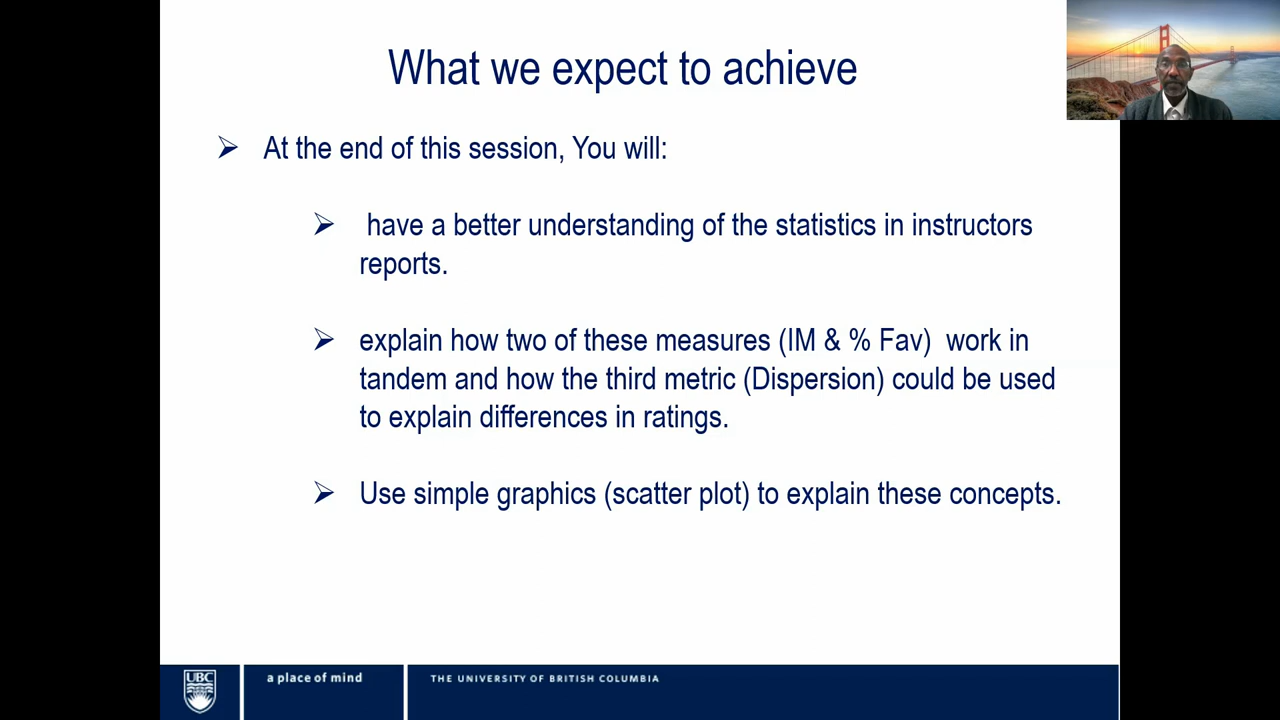 What we expect to achieve
➢ At the end of this session, You will:
➢ have a better understanding of the statistics in instructors
reports.
➢ explain how two of these measures (IM & % Fav) work in
tandem and how the third metric (Dispersion) could be used
to explain differences in ratings.
➢ Use simple graphics (scatter plot) to explain these concepts.
UBC
a place of mind
THE UNIVERSITY OF BRITISH COLUMBIA